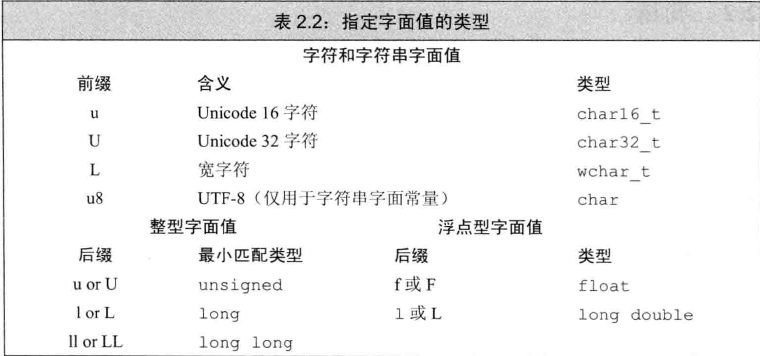 表 2.2：指定字面值的类型
字符和字符串字面值
前缀 含义 类型
u Unicode 16 字符 char16_t
U Unicode 32 字符 char32_t
L 宽字符 wchar_t
u8 UTF-8（仅用于字符串字面常量） char
整型字面值 浮点型字面值
后缀 最小匹配类型 后缀 类型
u or U unsigned f 或 F float
l or L long l 或 L long double
ll or LL long long